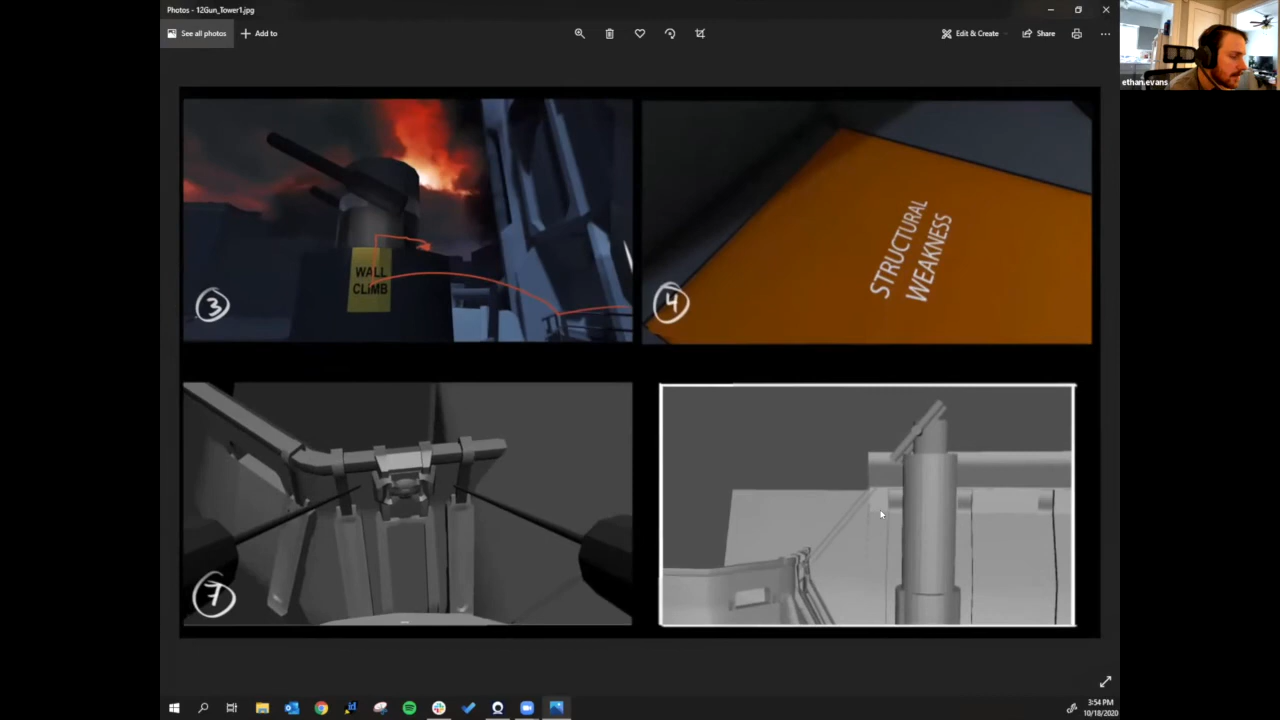 Photos - 12Gun_Tower1.jpg
See all photos
Add to
Edit & Create
Share
ethan.evans
WALL
CLIMB
3
STRUCTURAL
WEAKNESS
4
7
3:54 PM
10/18/2020